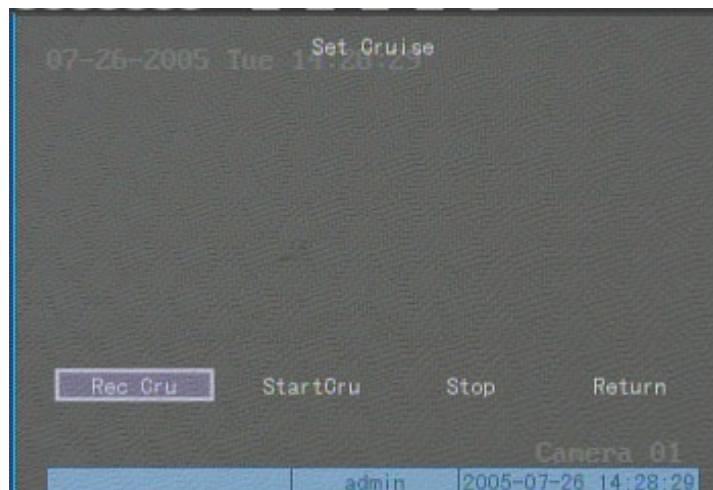 Set Cruise
07-26-2005 Tue 14:28:29
Rec Cru StartCru Stop Return
Camera 01
admin 2005-07-26 14:28:29